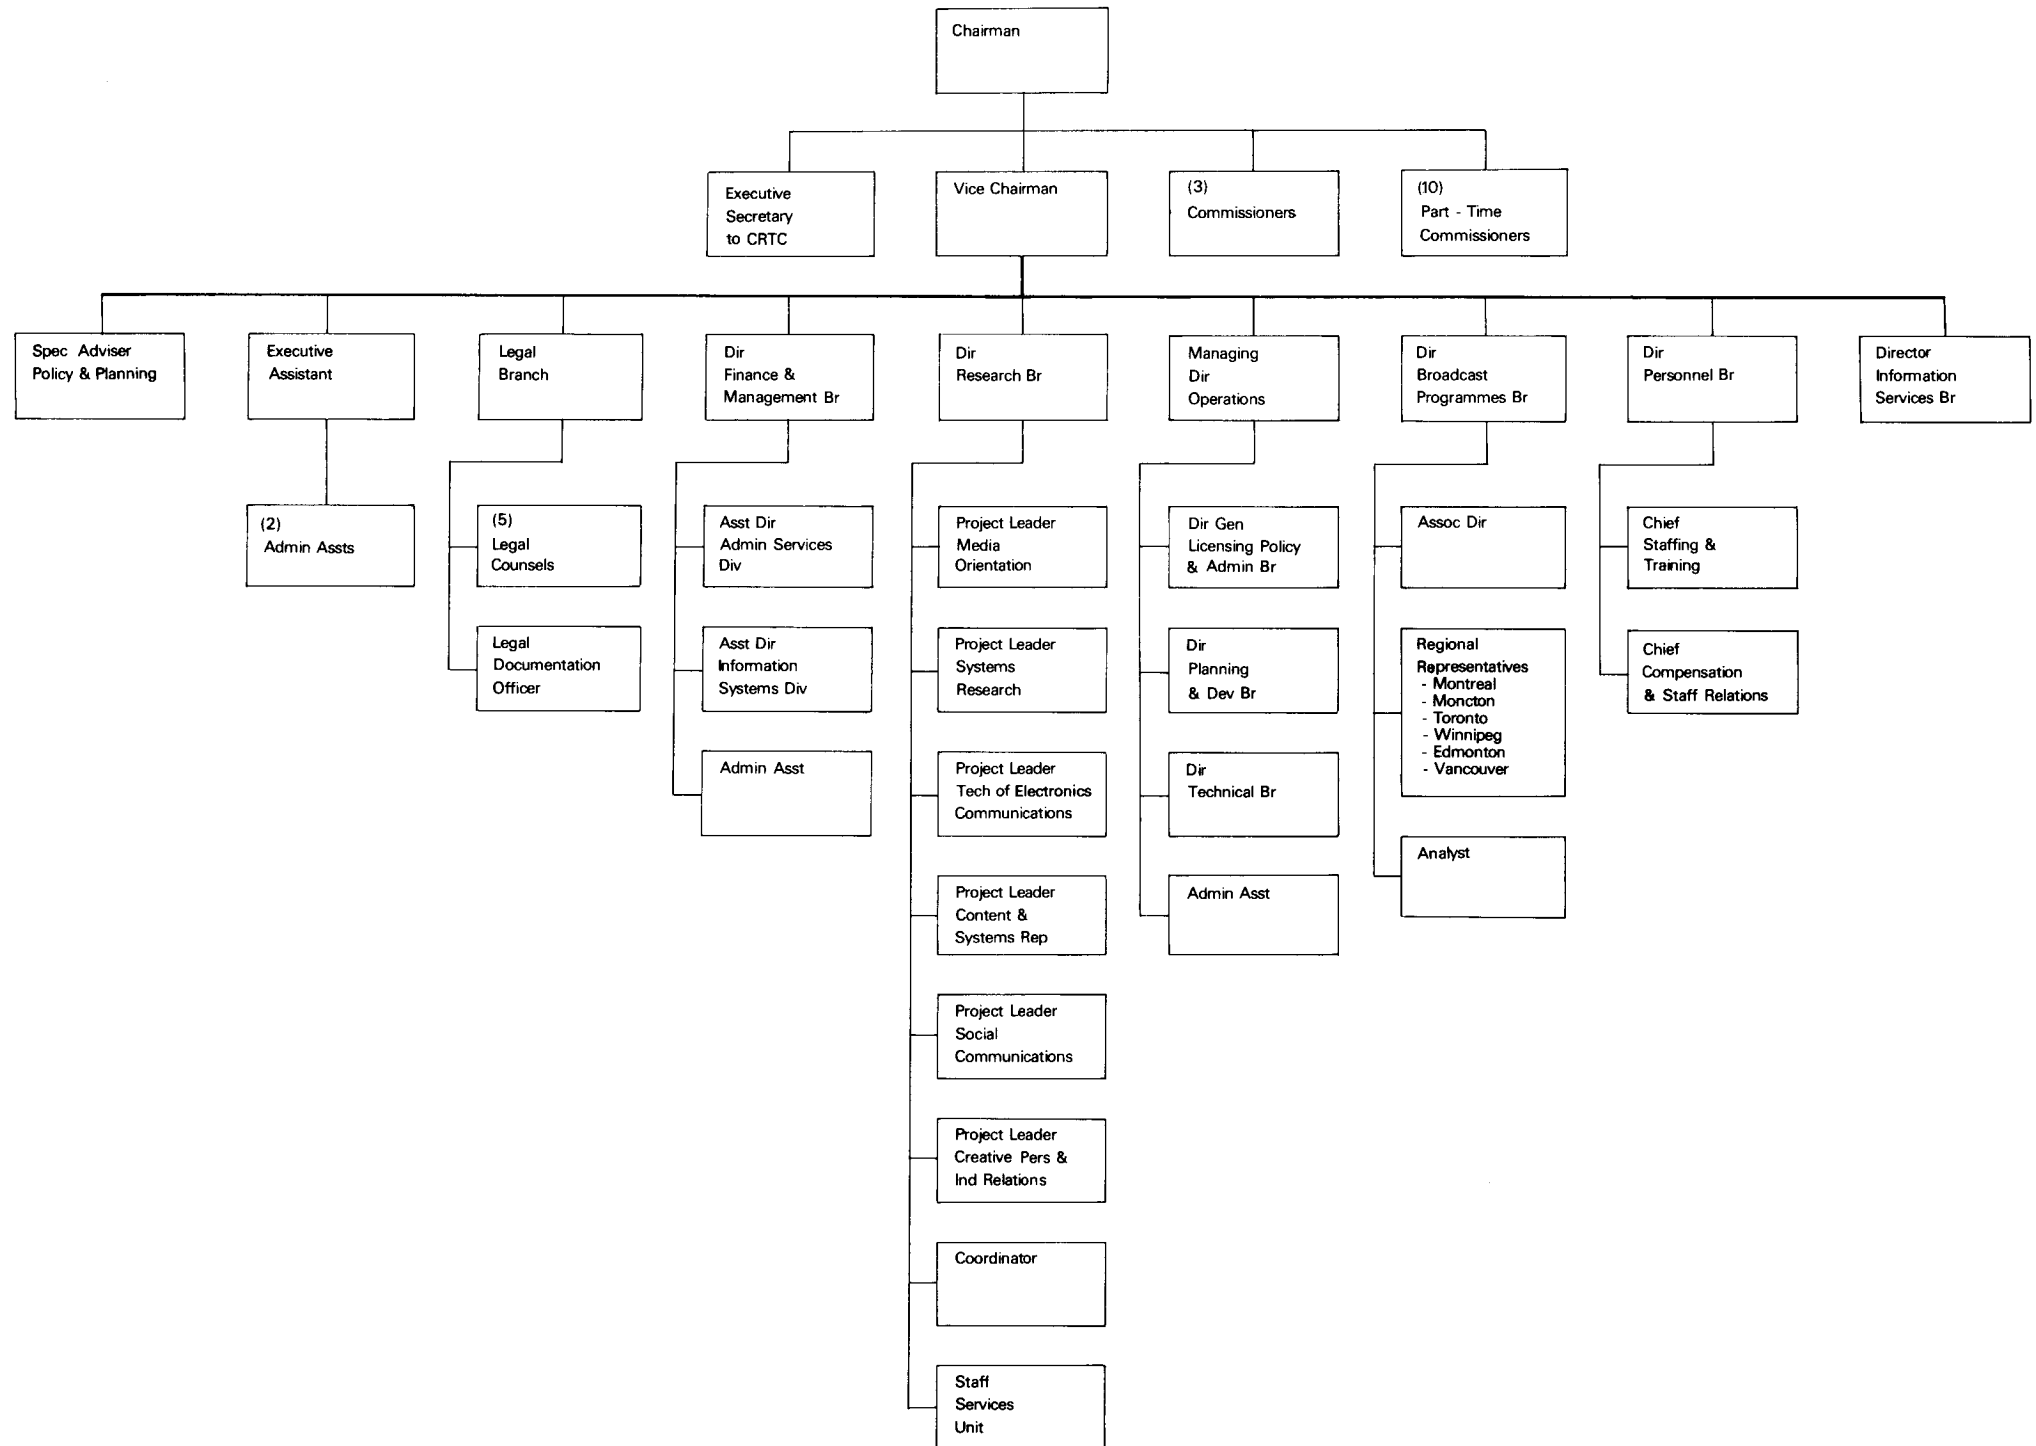 Chairman
Executive
Secretary
to CRTC
Vice Chairman
(3)
Commissioners
(10)
Part - Time
Commissioners
Spec Adviser
Policy & Planning
Executive
Assistant
Legal
Branch
Dir
Finance &
Management Br
Dir
Research Br
Managing
Dir
Operations
Dir
Broadcast
Programmes Br
Dir
Personnel Br
Director
Information
Services Br
(2)
Admin Assts
(5)
Legal
Counsels
Legal
Documentation
Officer
Asst Dir
Admin Services
Div
Asst Dir
Information
Systems Div
Admin Asst
Project Leader
Media
Orientation
Project Leader
Systems
Research
Project Leader
Tech of Electronics
Communications
Project Leader
Content &
Systems Rep
Project Leader
Social
Communications
Project Leader
Creative Pers &
Ind Relations
Coordinator
Staff
Services
Unit
Dir Gen
Licensing Policy
& Admin Br
Dir
Planning
& Dev Br
Dir
Technical Br
Admin Asst
Assoc Dir
Regional
Representatives
- Montreal
- Moncton
- Toronto
- Winnipeg
- Edmonton
- Vancouver
Analyst
Chief
Staffing &
Training
Chief
Compensation
& Staff Relations